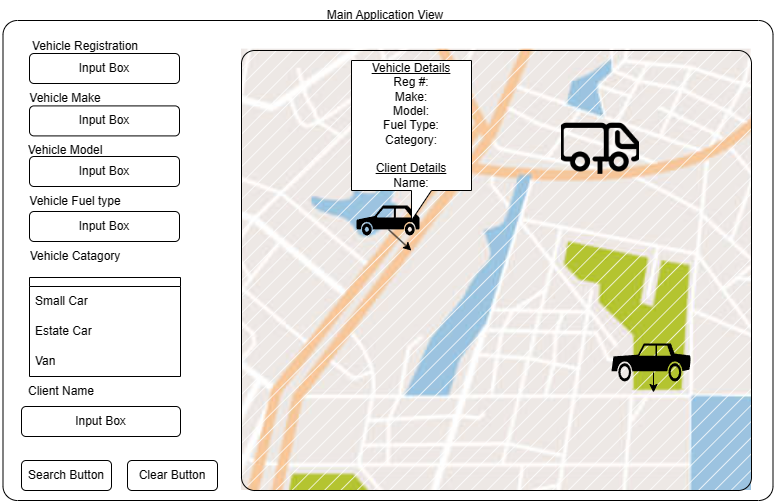 Main Application View
Vehicle Registration
Input Box
Vehicle Make
Input Box
Vehicle Model
Input Box
Vehicle Fuel type
Input Box
Vehicle Catagory
Small Car
Estate Car
Van
Client Name
Input Box
Search Button
Clear Button
Vehicle Details
Reg #:
Make:
Model:
Fuel Type:
Category:
Client Details
Name: